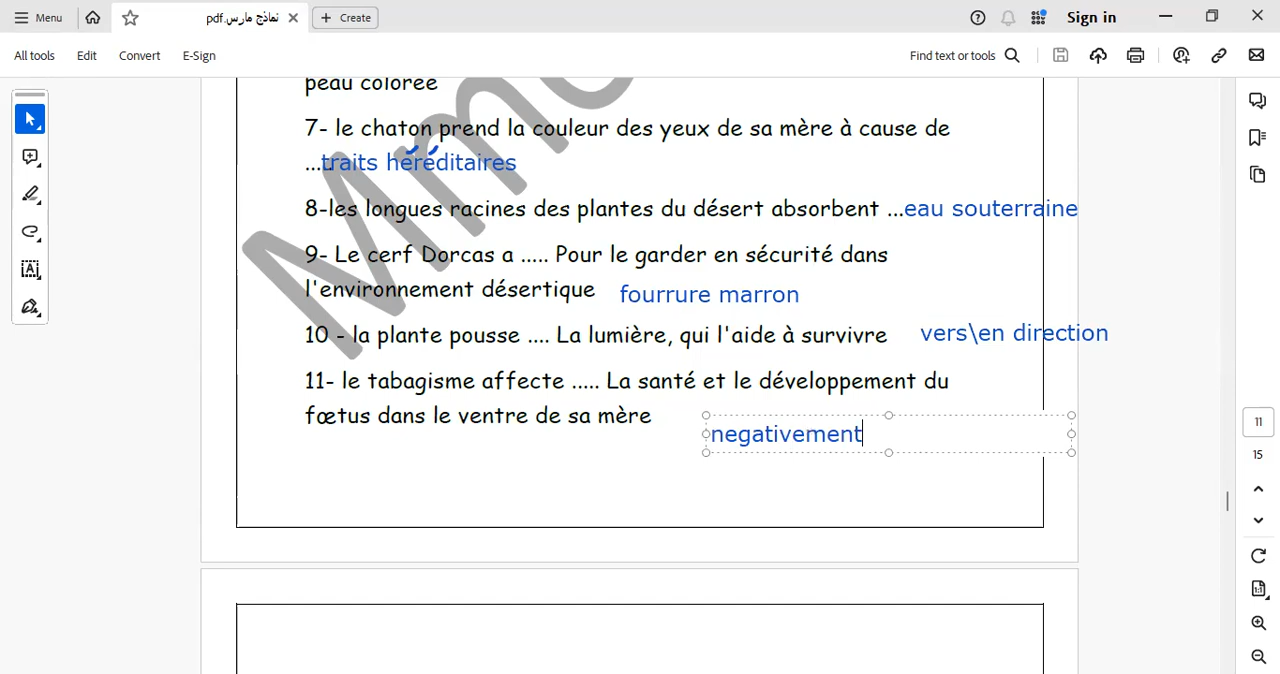 Menu
نماذج مارس.pdf
Create
Sign in
All tools
Edit
Convert
E-Sign
Find text or tools
peau colorée
7- le chaton prend la couleur des yeux de sa mère à cause de
.....traits héréditaires
8-les longues racines des plantes du désert absorbent ...eau souterraine
9- Le cerf Dorcas a ..... Pour le garder en sécurité dans
l'environnement désertique fourrure marron
10 - la plante pousse .... La lumière, qui l'aide à survivre vers\en direction
11- le tabagisme affecte ..... La santé et le développement du
fœtus dans le ventre de sa mère
negativement
Mme
11
15
1:1